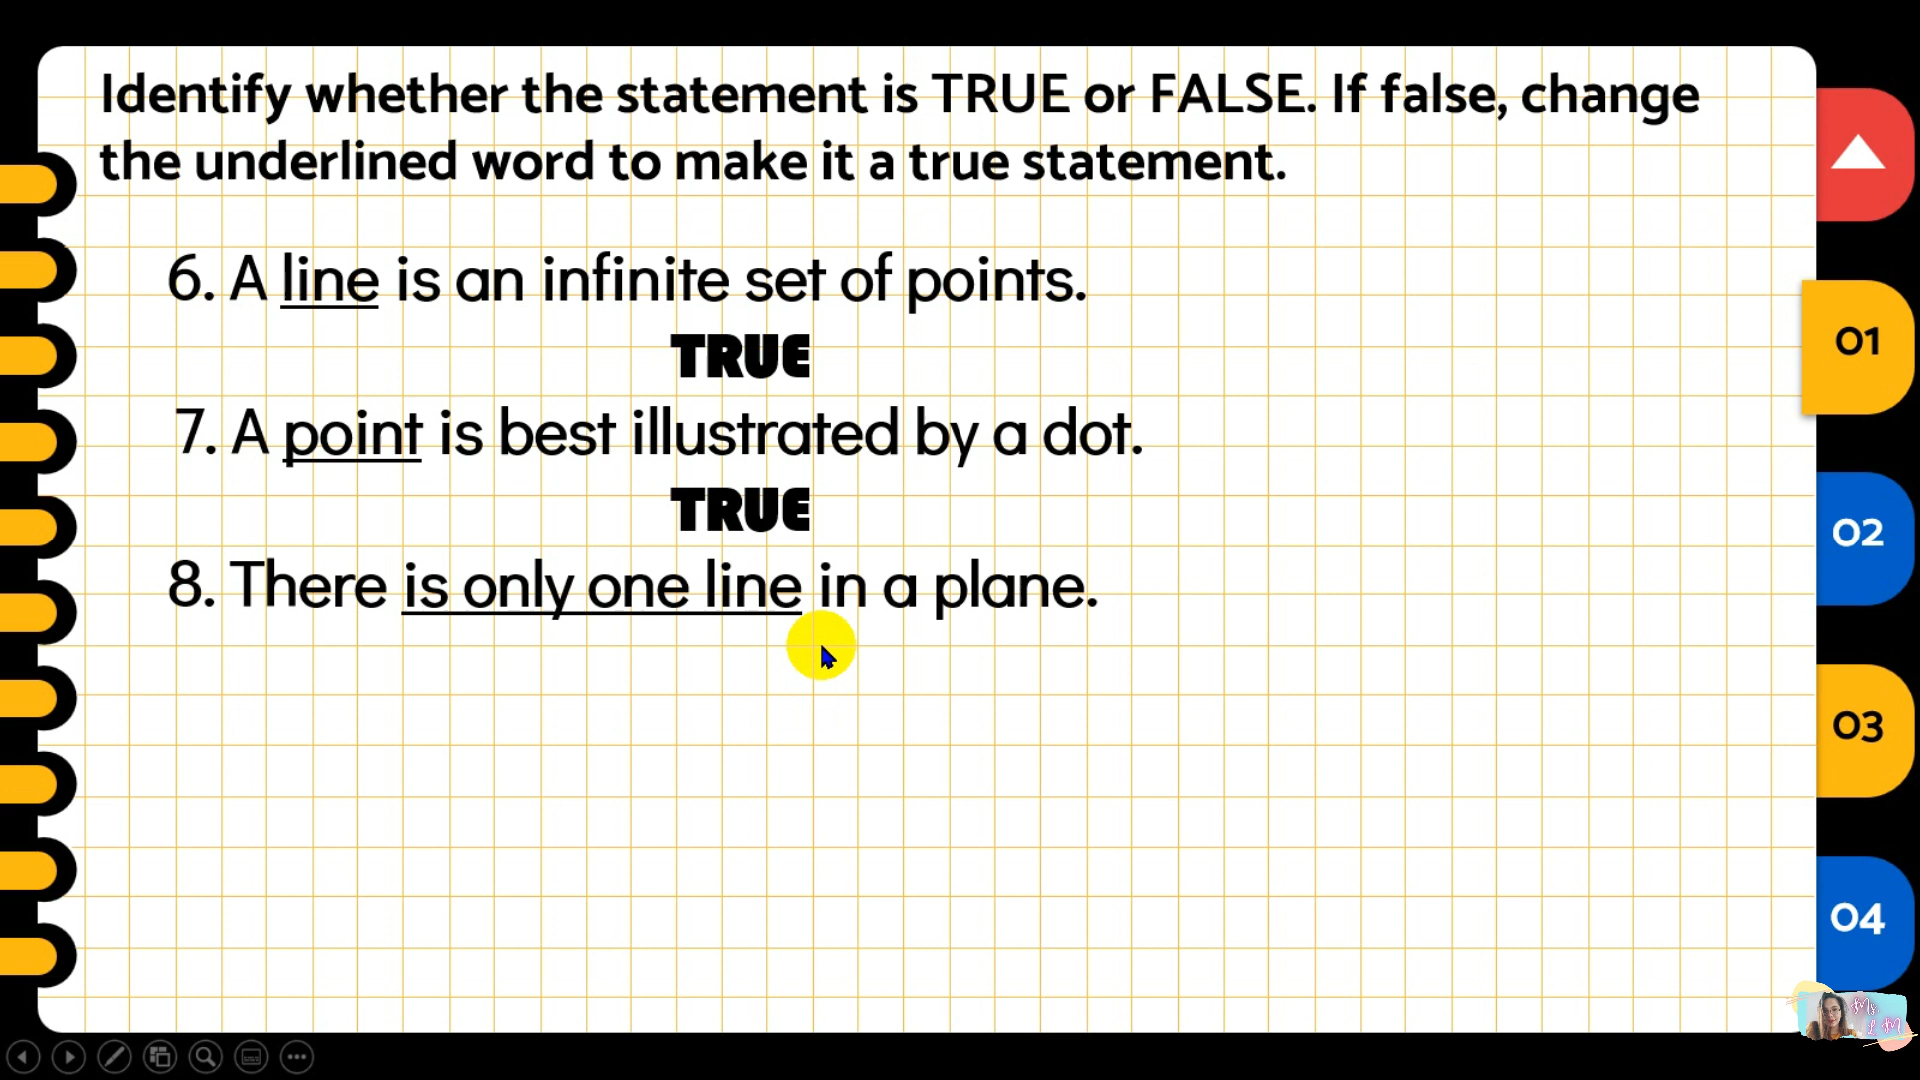 Identify whether the statement is TRUE or FALSE. If false, change
the underlined word to make it a true statement.
6. A line is an infinite set of points.
TRUE
7. A point is best illustrated by a dot.
TRUE
8. There is only one line in a plane.
01
02
03
04
Ms
L M